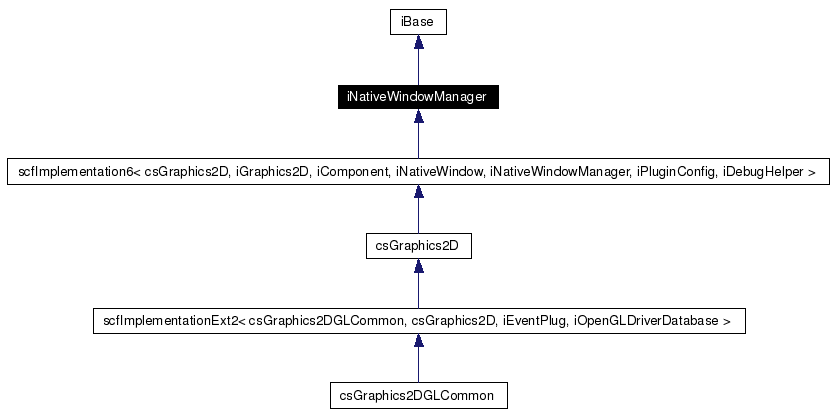 iBase
iNativeWindowManager
scfImplementation6< csGraphics2D, iGraphics2D, iComponent, iNativeWindow, iNativeWindowManager, iPluginConfig, iDebugHelper >
csGraphics2D
scfImplementationExt2< csGraphics2DGLCommon, csGraphics2D, iEventPlug, iOpenGLDriverDatabase >
csGraphics2DGLCommon